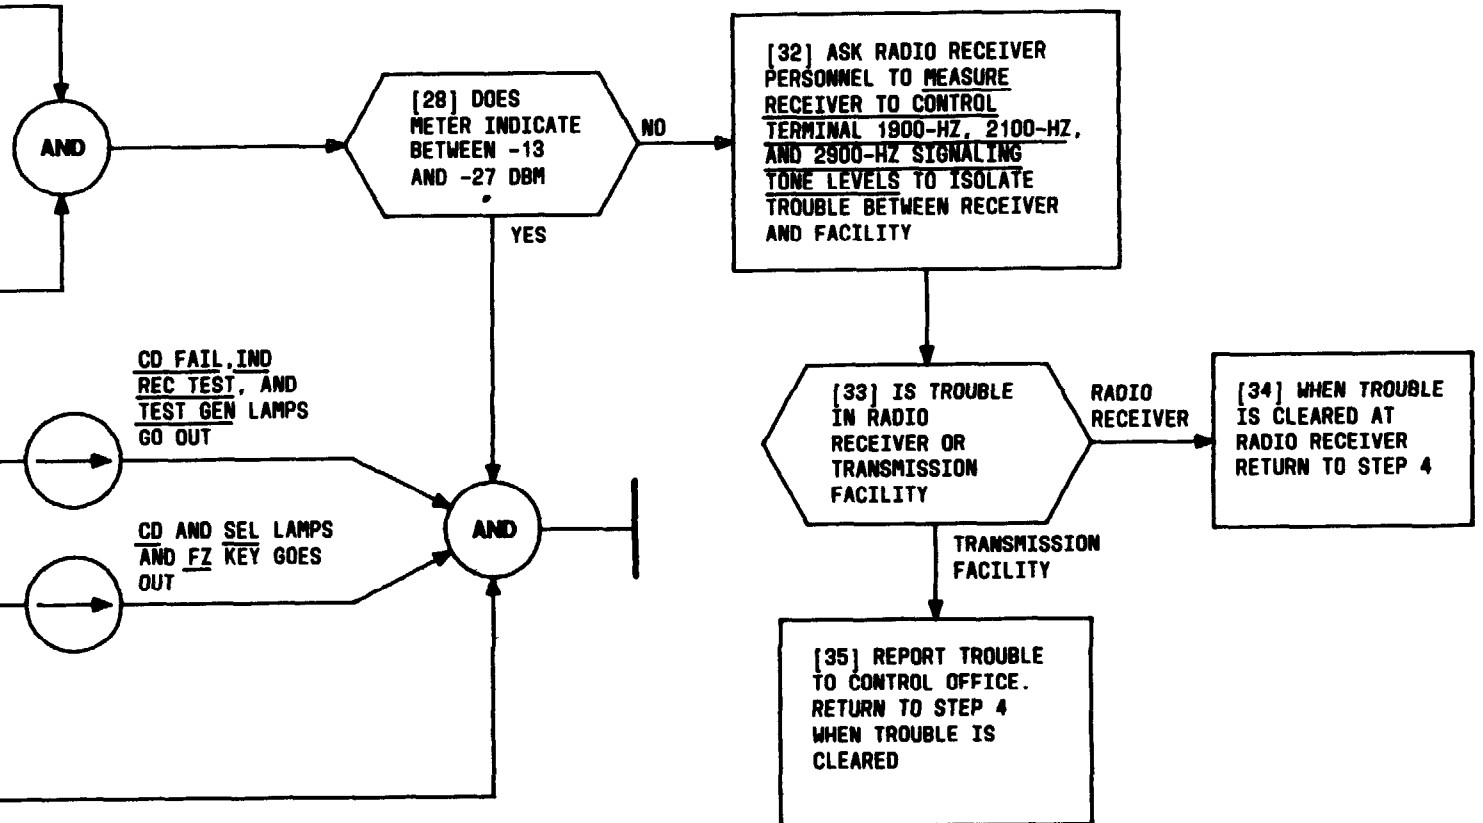 AND
[28] DOES
METER INDICATE
BETWEEN -13
AND -27 DBM
NO
YES
[32] ASK RADIO RECEIVER
PERSONNEL TO MEASURE
RECEIVER TO CONTROL
TERMINAL 1900-HZ, 2100-HZ,
AND 2900-HZ SIGNALING
TONE LEVELS TO ISOLATE
TROUBLE BETWEEN RECEIVER
AND FACILITY
CD FAIL, IND
REC TEST, AND
TEST GEN LAMPS
GO OUT
CD AND SEL LAMPS
AND FZ KEY GOES
OUT
AND
[33] IS TROUBLE
IN RADIO
RECEIVER OR
TRANSMISSION
FACILITY
RADIO
RECEIVER
[34] WHEN TROUBLE
IS CLEARED AT
RADIO RECEIVER
RETURN TO STEP 4
TRANSMISSION
FACILITY
[35] REPORT TROUBLE
TO CONTROL OFFICE.
RETURN TO STEP 4
WHEN TROUBLE IS
CLEARED